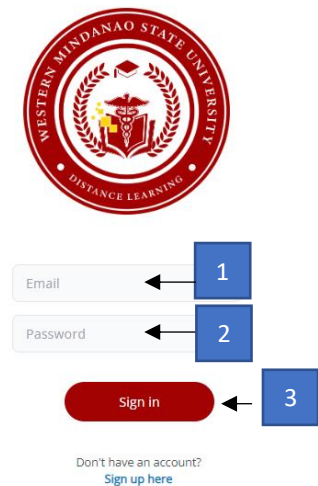 WESTERN MINDANAO STATE UNIVERSITY
DISTANCE LEARNING
Email
1
Password
2
Sign in
3
Don't have an account?
Sign up here